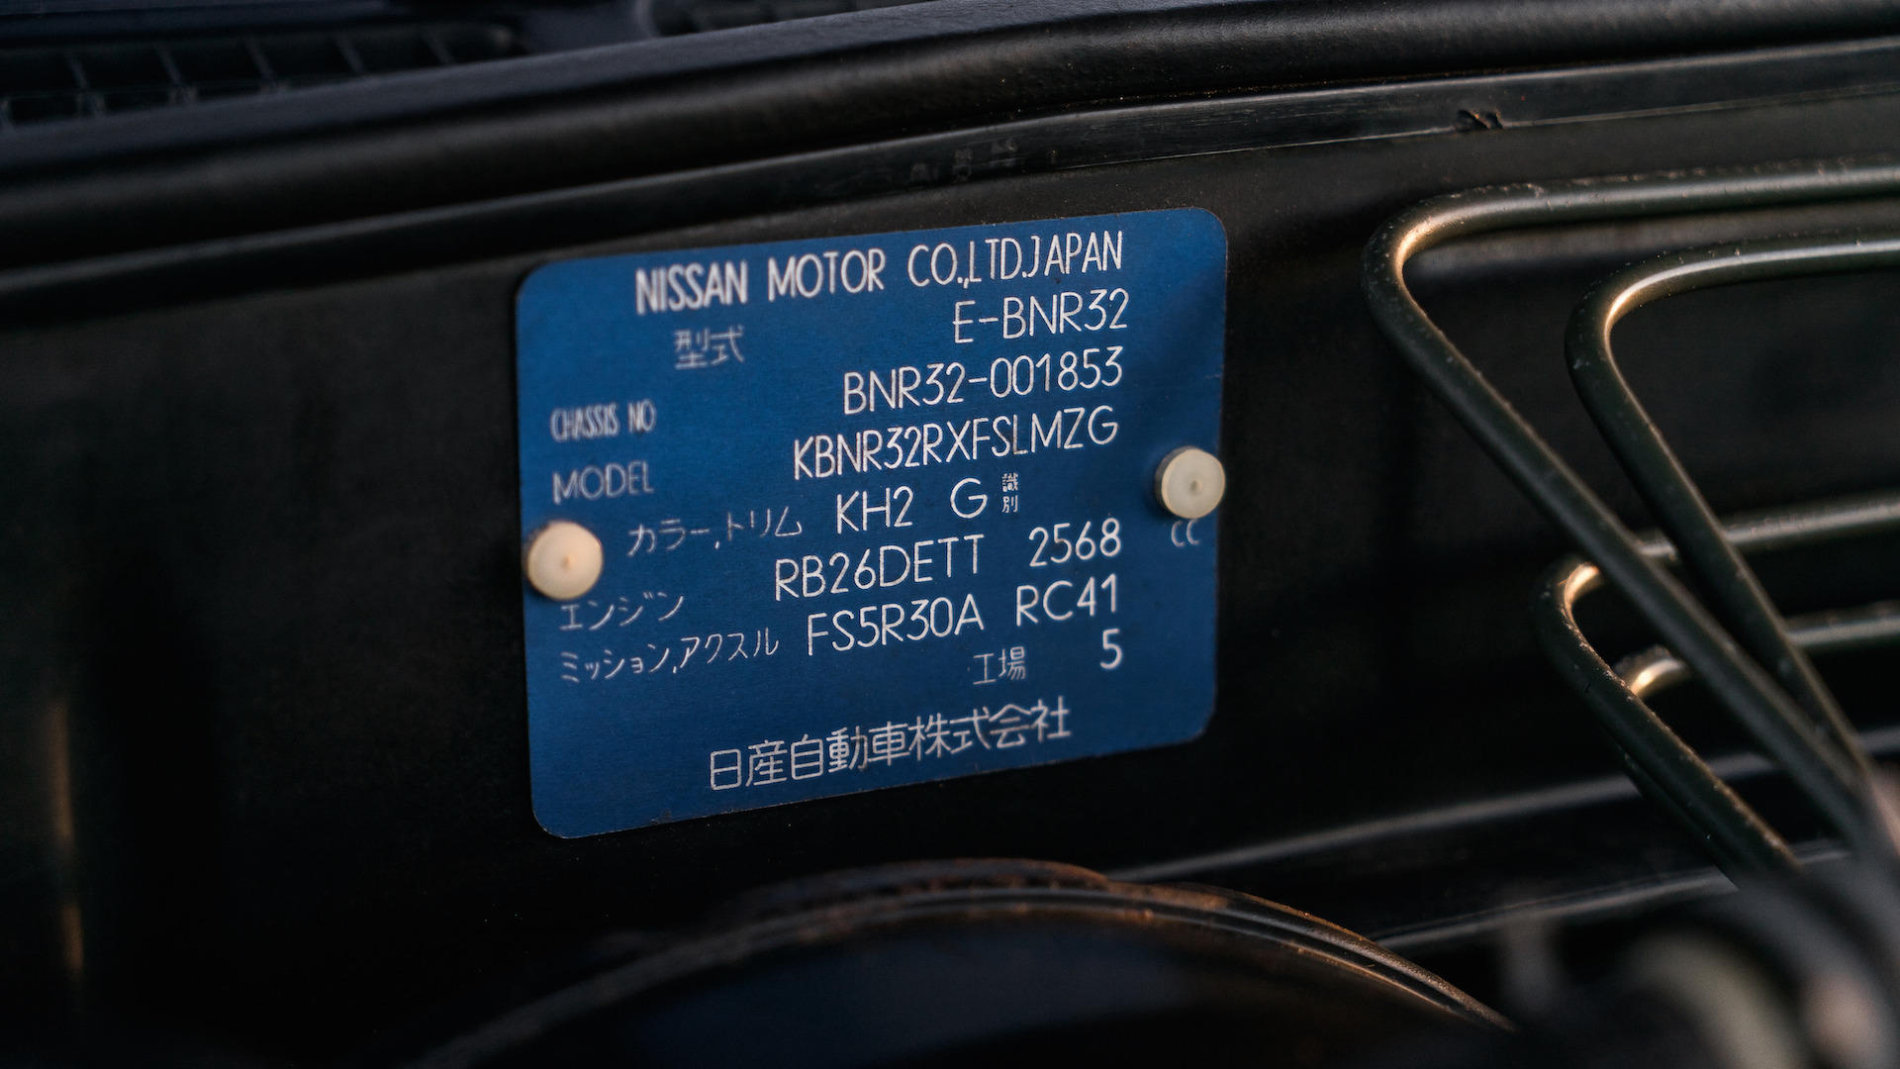 NISSAN MOTOR CO.,LTD.JAPAN
型式 E-BNR32
CHASSIS NO BNR32-001853
MODEL KBNR32RXFSLMZG
カラー,トリム KH2 G 識別
エンジン RB26DETT 2568 CC
ミッション,アクスル FS5R30A RC41
工場 5
日産自動車株式会社